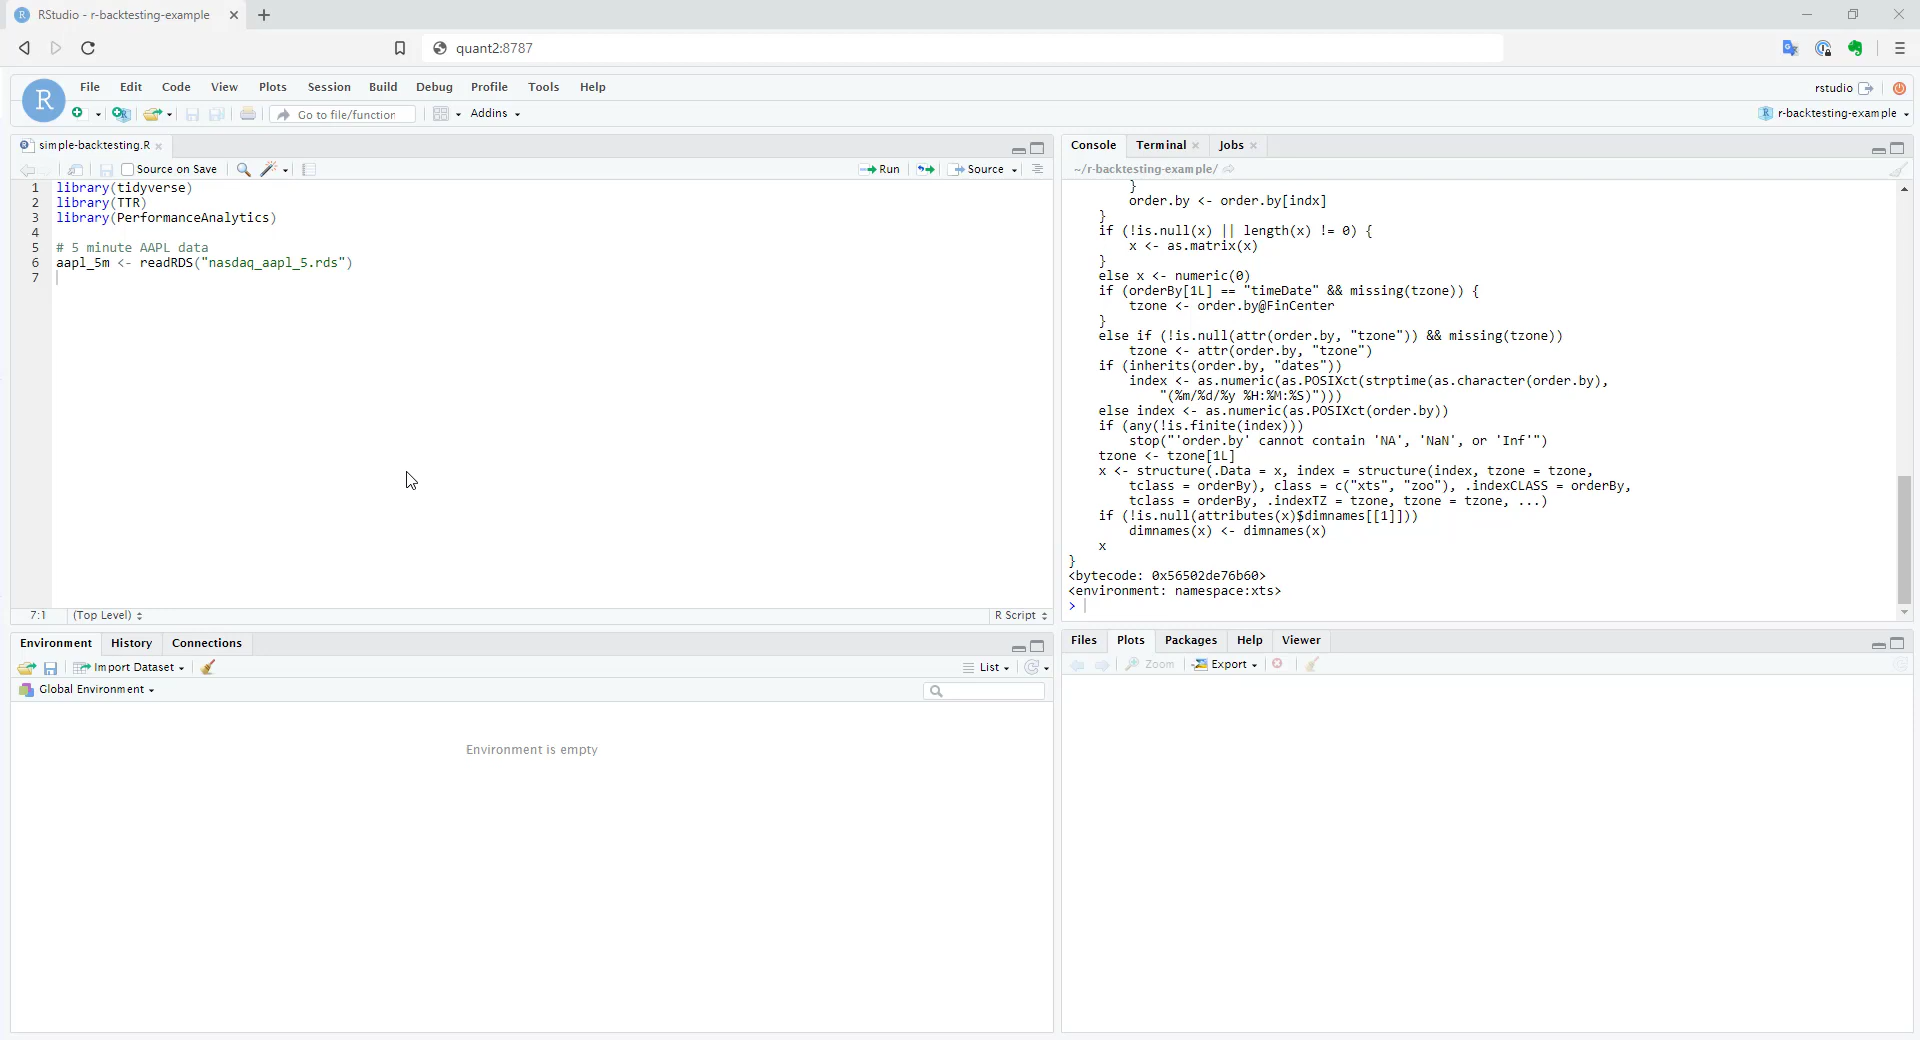 RStudio - r-backtesting-example
quant2:8787
R
File Edit Code View Plots Session Build Debug Profile Tools Help
rstudio
Go to file/function
Addins
r-backtesting-example
simple-backtesting.R
Source on Save
Run
Source
1 library(tidyverse)
2 library(TTR)
3 library(PerformanceAnalytics)
4
5 # 5 minute AAPL data
6 aapl_5m <- readRDS("nasdaq_aapl_5.rds")
7
7:1 (Top Level) R Script
Console Terminal Jobs
~/r-backtesting-example/
}
order.by <- order.by[indx]
}
if (!is.null(x) || length(x) != 0) {
x <- as.matrix(x)
}
else x <- numeric(0)
if (orderBy[1L] == "timeDate" && missing(tzone)) {
tzone <- order.by@FinCenter
}
else if (!is.null(attr(order.by, "tzone")) && missing(tzone))
tzone <- attr(order.by, "tzone")
if (inherits(order.by, "dates"))
index <- as.numeric(as.POSIXct(strptime(as.character(order.by),
"(%m/%d/%y %H:%M:%S)")))
else index <- as.numeric(as.POSIXct(order.by))
if (any(!is.finite(index)))
stop("'order.by' cannot contain 'NA', 'NaN', or 'Inf'")
tzone <- tzone[1L]
x <- structure(.Data = x, index = structure(index, tzone = tzone,
tclass = orderBy), class = c("xts", "zoo"), .indexCLASS = orderBy,
tclass = orderBy, .indexTZ = tzone, tzone = tzone, ...)
if (!is.null(attributes(x)$dimnames[[1]]))
dimnames(x) <- dimnames(x)
x
}
<bytecode: 0x56502de76b60>
<environment: namespace:xts>
>
Environment History Connections
Import Dataset
List
Global Environment
Environment is empty
Files Plots Packages Help Viewer
Zoom Export